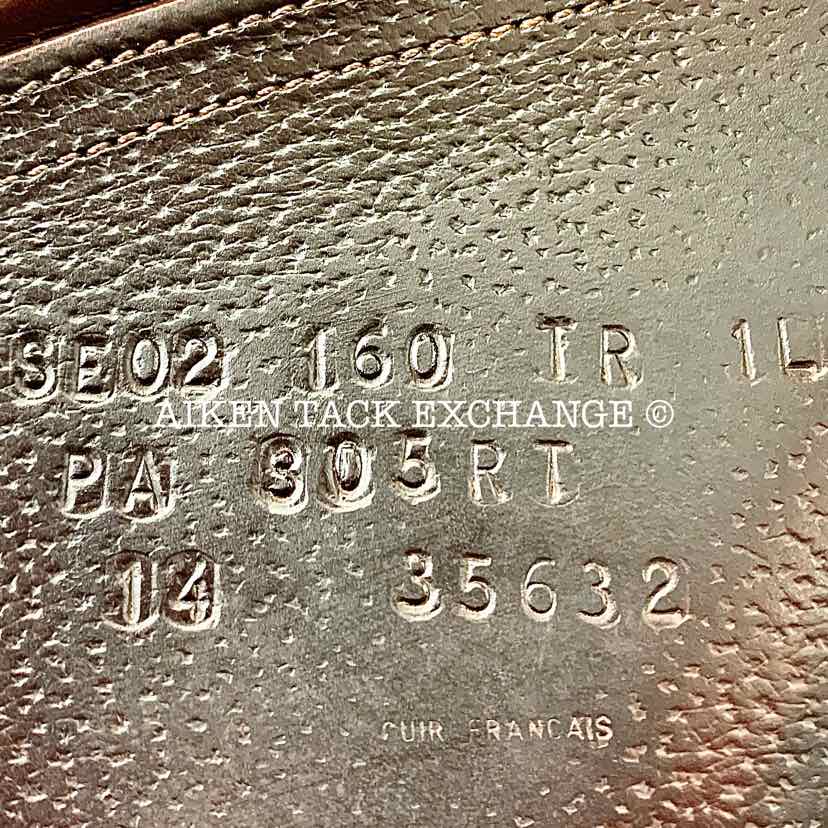 SE02 160 TR 1L
AIKEN TACK EXCHANGE ©
PA 305RT
14 35632
CUIR FRANCAIS